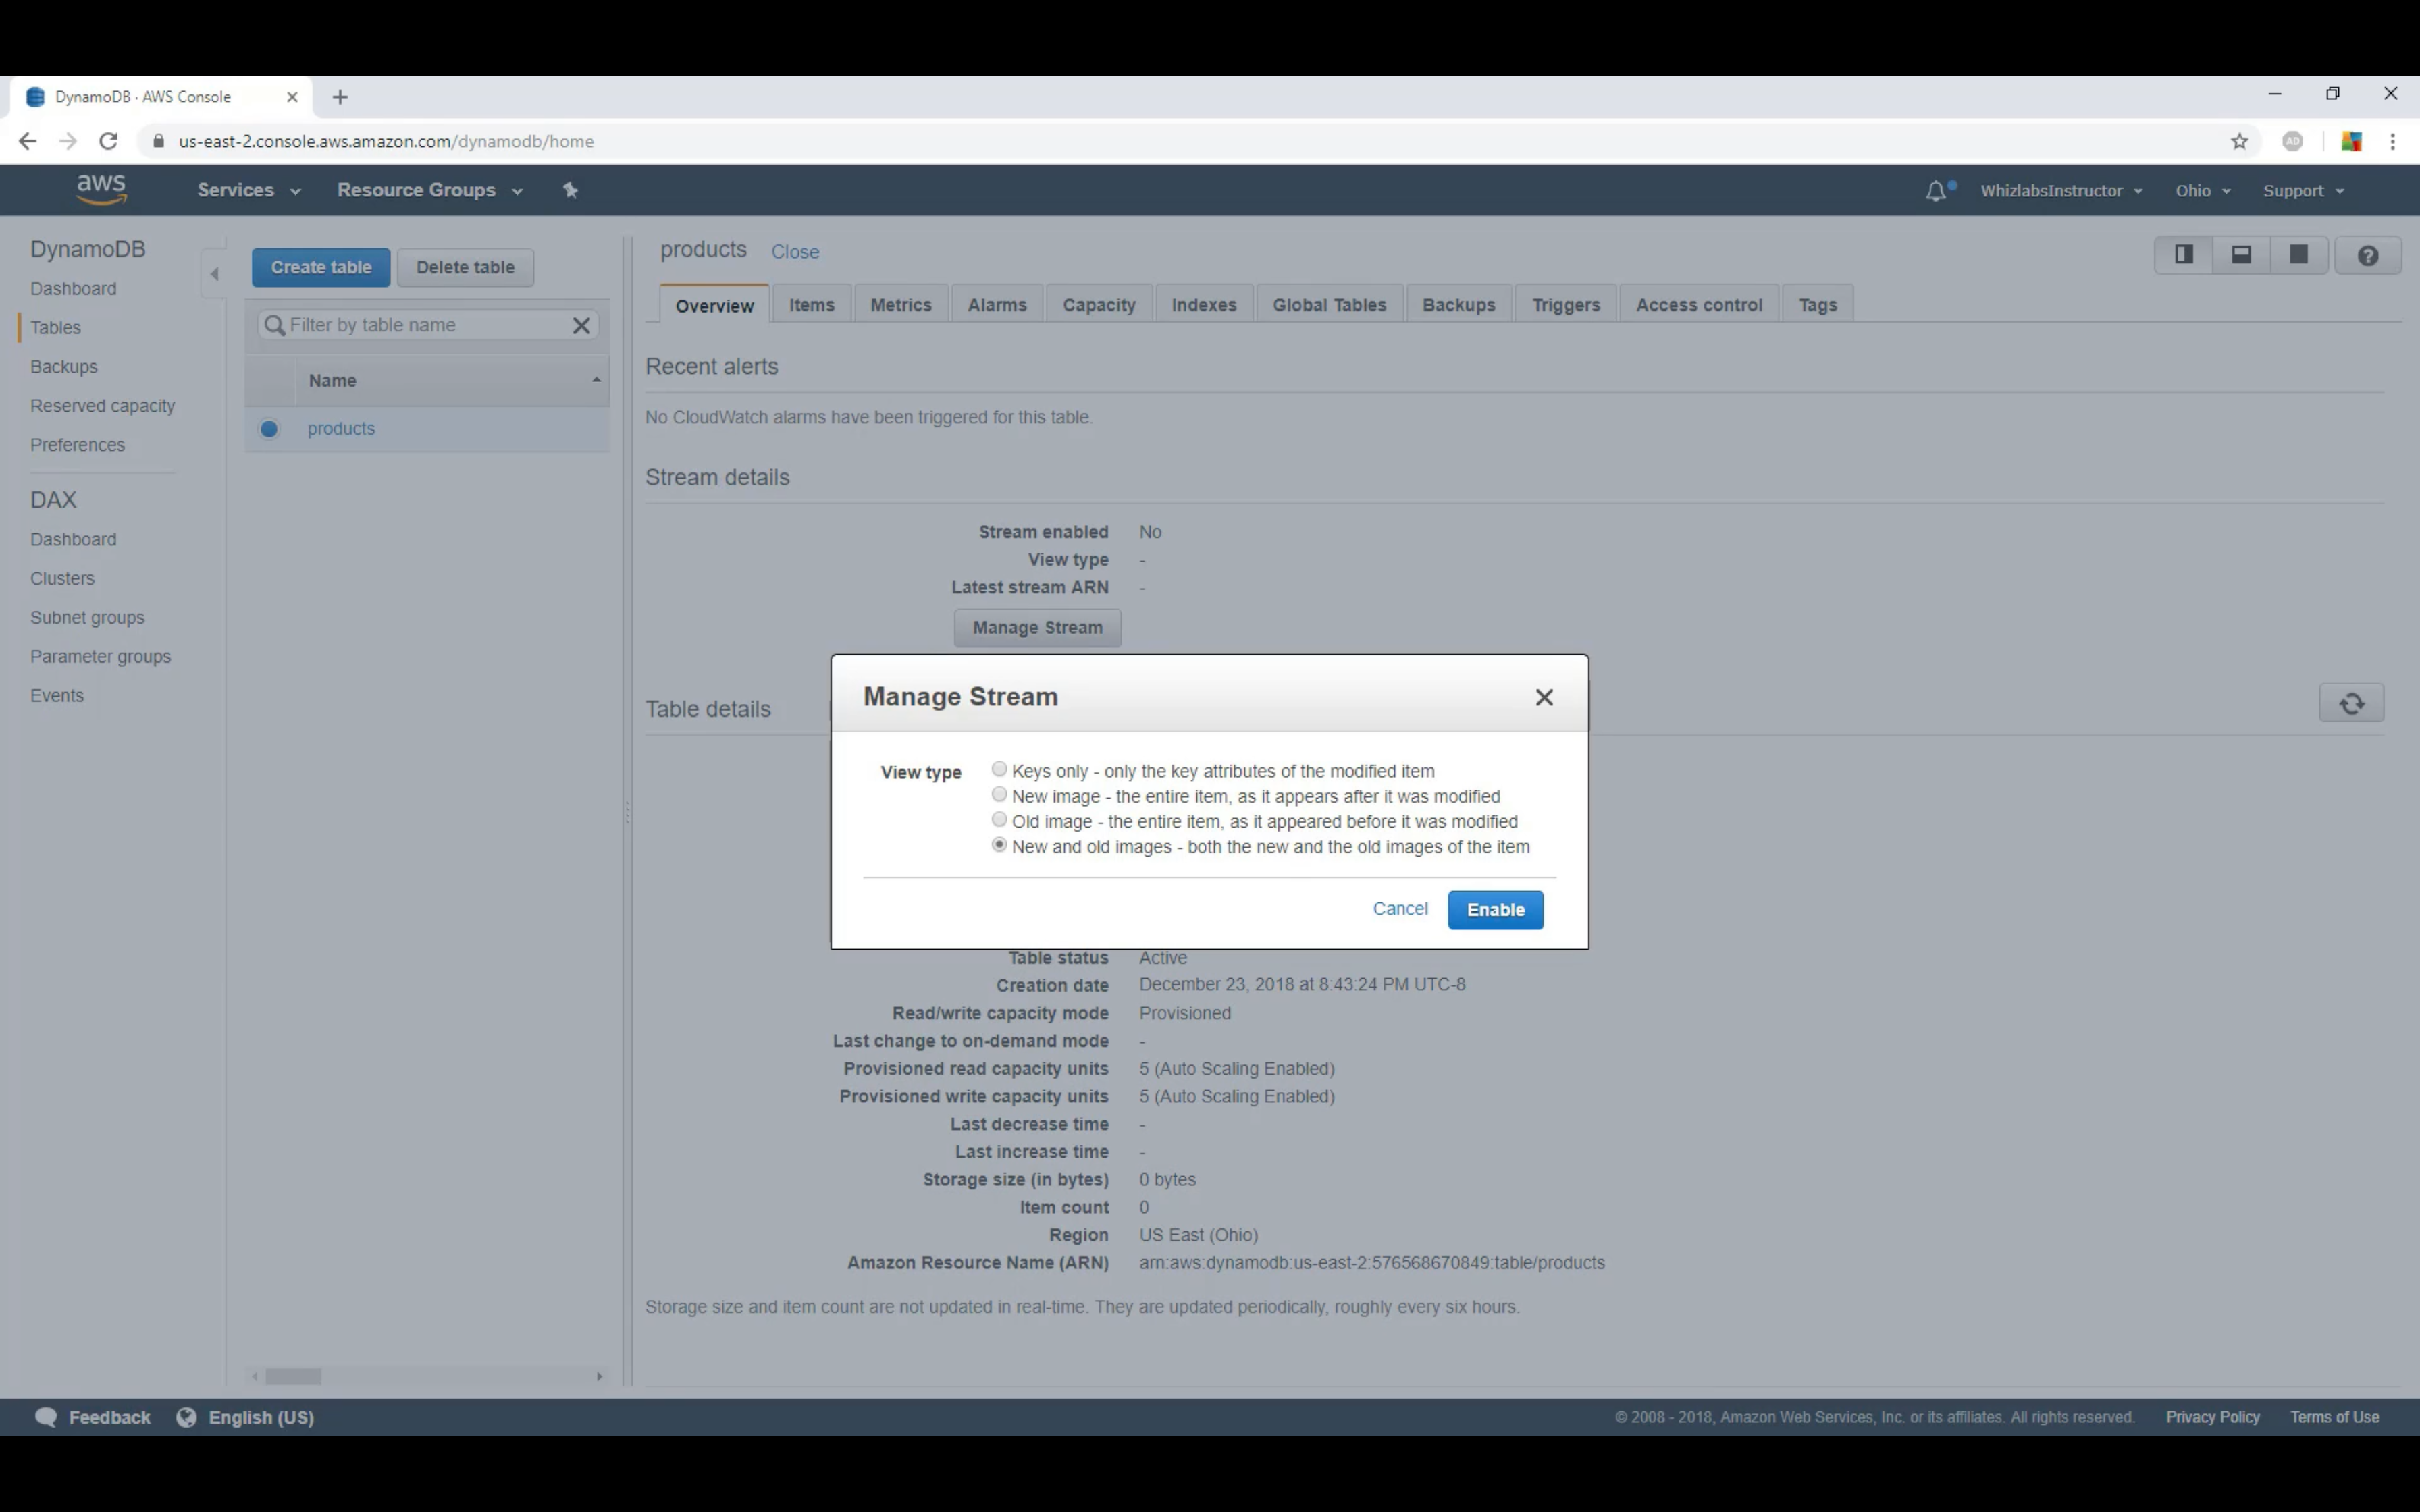 DynamoDB · AWS Console
us-east-2.console.aws.amazon.com/dynamodb/home
AD
aws
Services
Resource Groups
WhizlabsInstructor
Ohio
Support
DynamoDB
Dashboard
Tables
Backups
Reserved capacity
Preferences
DAX
Dashboard
Clusters
Subnet groups
Parameter groups
Events
Create table
Delete table
Filter by table name
Name
products
products
Close
Overview
Items
Metrics
Alarms
Capacity
Indexes
Global Tables
Backups
Triggers
Access control
Tags
Recent alerts
No CloudWatch alarms have been triggered for this table.
Stream details
Stream enabled No
View type -
Latest stream ARN -
Manage Stream
Table details
Manage Stream
View type
Keys only - only the key attributes of the modified item
New image - the entire item, as it appears after it was modified
Old image - the entire item, as it appeared before it was modified
New and old images - both the new and the old images of the item
Cancel
Enable
Table status Active
Creation date December 23, 2018 at 8:43:24 PM UTC-8
Read/write capacity mode Provisioned
Last change to on-demand mode -
Provisioned read capacity units 5 (Auto Scaling Enabled)
Provisioned write capacity units 5 (Auto Scaling Enabled)
Last decrease time -
Last increase time -
Storage size (in bytes) 0 bytes
Item count 0
Region US East (Ohio)
Amazon Resource Name (ARN) arn:aws:dynamodb:us-east-2:576568670849:table/products
Storage size and item count are not updated in real-time. They are updated periodically, roughly every six hours.
Feedback
English (US)
© 2008 - 2018, Amazon Web Services, Inc. or its affiliates. All rights reserved.
Privacy Policy
Terms of Use